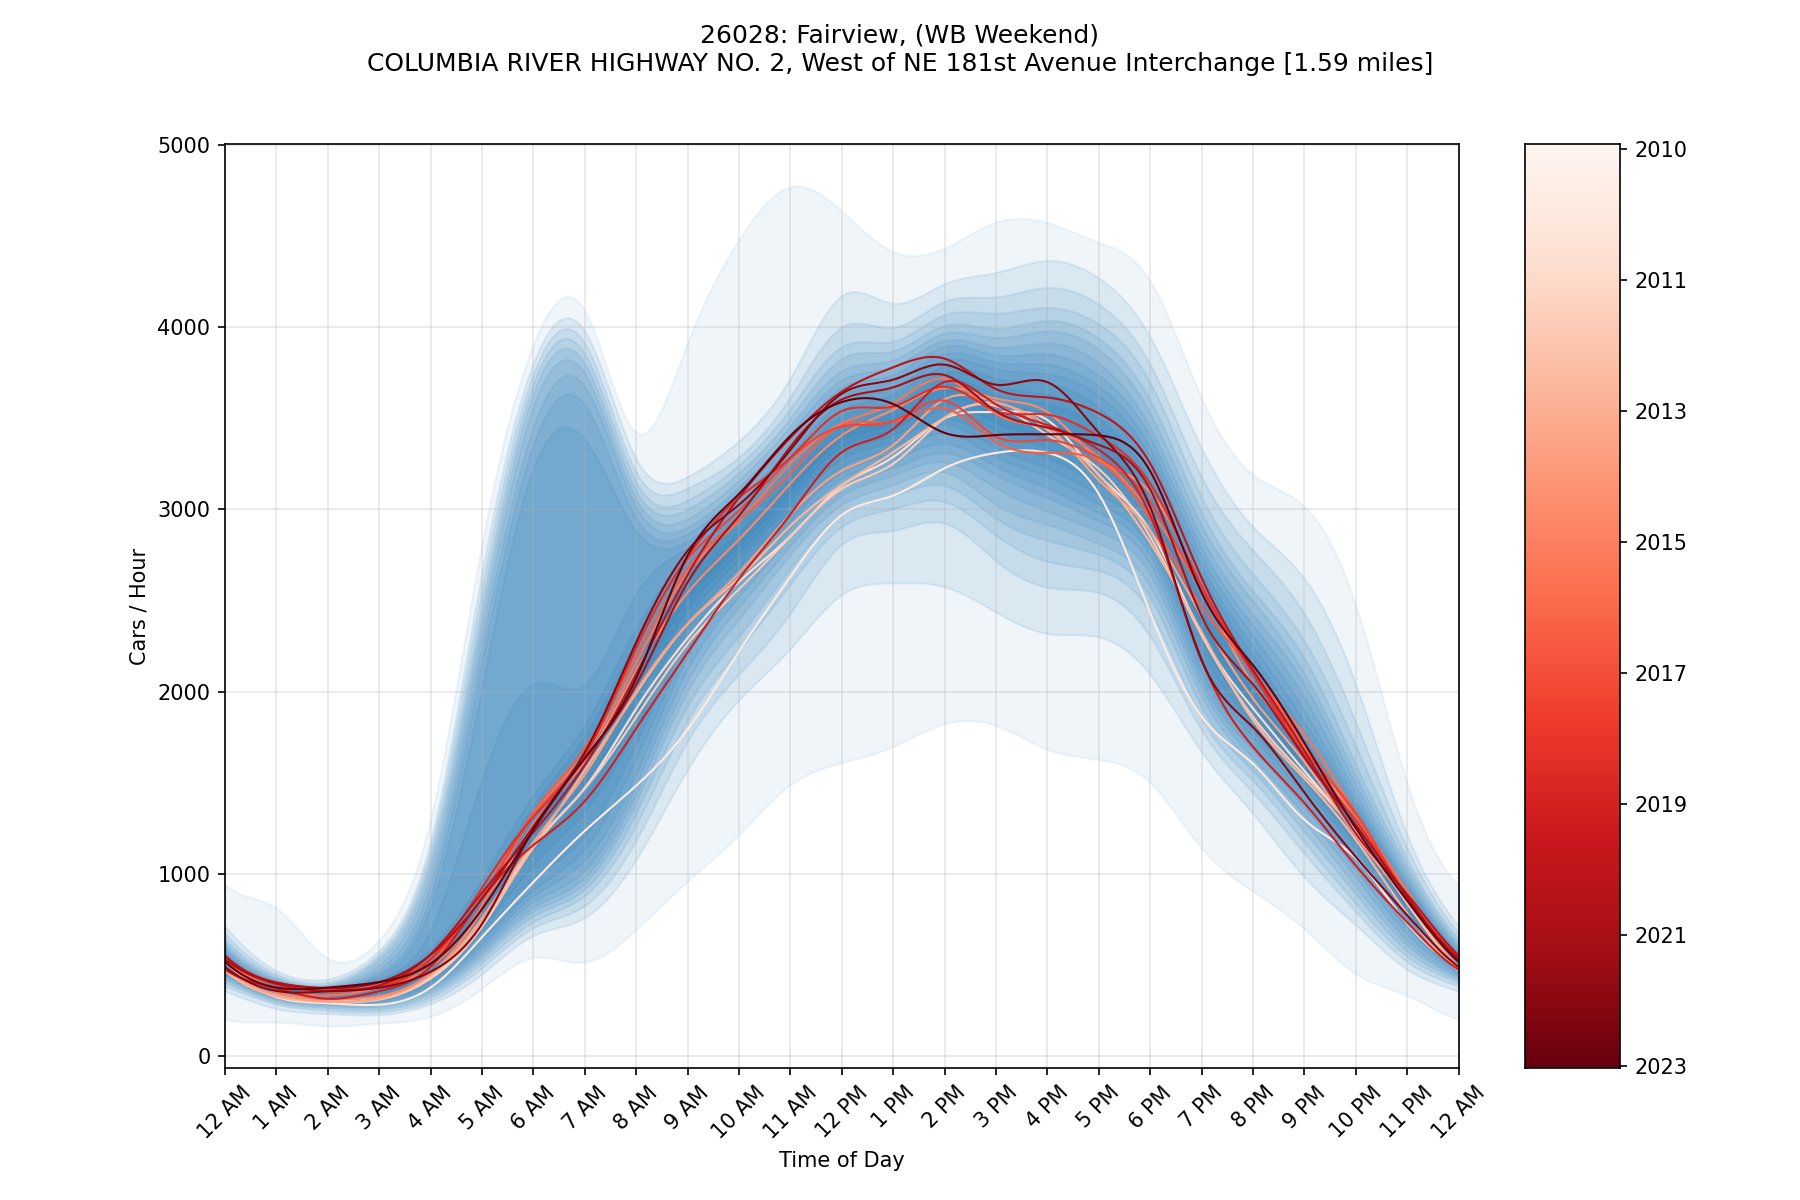 26028: Fairview, (WB Weekend)
COLUMBIA RIVER HIGHWAY NO. 2, West of NE 181st Avenue Interchange [1.59 miles]
5000
4000
3000
2000
1000
0
Cars / Hour
12 AM
1 AM
2 AM
3 AM
4 AM
5 AM
6 AM
7 AM
8 AM
9 AM
10 AM
11 AM
12 PM
1 PM
2 PM
3 PM
4 PM
5 PM
6 PM
7 PM
8 PM
9 PM
10 PM
11 PM
12 AM
Time of Day
2010
2011
2013
2015
2017
2019
2021
2023